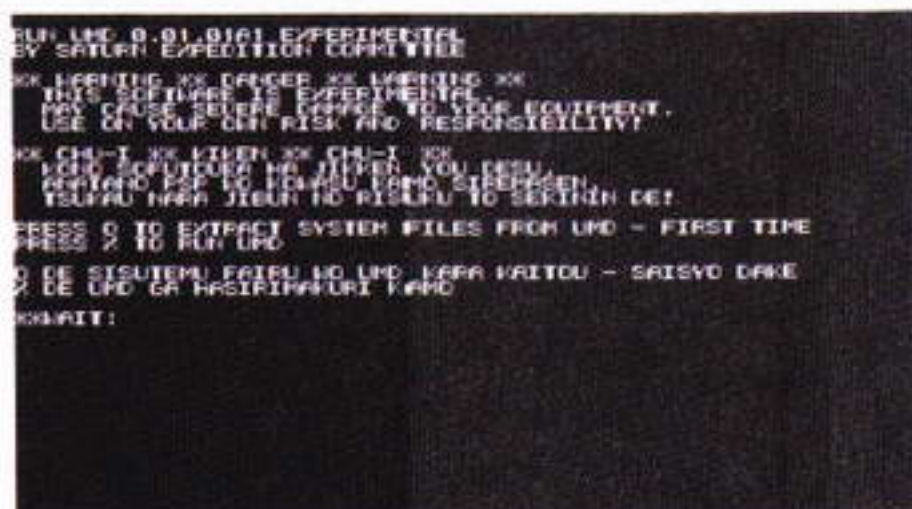 RUN UMD 0.01.01A1 EXPERIMENTAL
BY SATURN EXPEDITION COMMITTEE
** WARNING ** DANGER ** WARNING **
THIS SOFTWARE IS EXPERIMENTAL.
MAY CAUSE SEVERE DAMAGE TO YOUR EQUIPMENT.
USE ON YOUR OWN RISK AND RESPONSIBILITY!
** CHU-I ** KIKEN ** CHU-I **
KONO SOFUTOUEA HA JIKKEN YOU DESU,
ANATANO PSP WO KOWASU KAMO SIREMASEN,
TSUKAU NARA JIBUN NO RISUKU TO SEKININ DE!
PRESS O TO EXTRACT SYSTEM FILES FROM UMD - FIRST TIME
PRESS X TO RUN UMD
O DE SISUTEMU FAIRU WO UMD KARA KAITOU - SAISYO DAKE
X DE UMD GA HASIRIMAKURI KAMO
**WAIT: